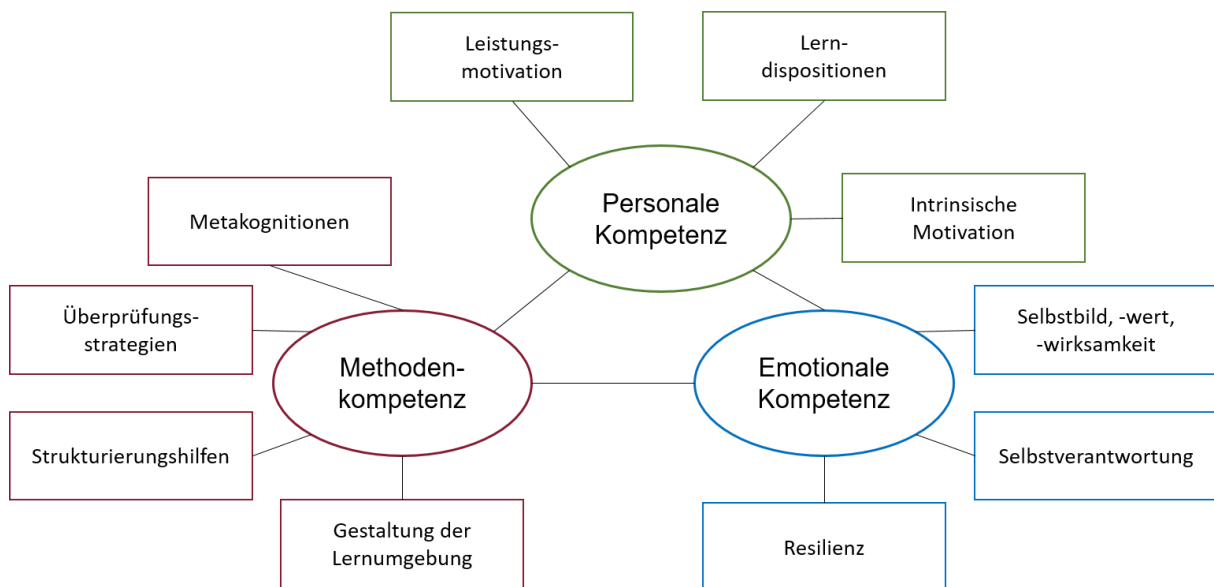 Leistungs-
motivation
Lern-
dispositionen
Personale
Kompetenz
Intrinsische
Motivation
Metakognitionen
Überprüfungs-
strategien
Methoden-
kompetenz
Strukturierungshilfen
Gestaltung der
Lernumgebung
Emotionale
Kompetenz
Selbstbild, -wert,
-wirksamkeit
Selbstverantwortung
Resilienz